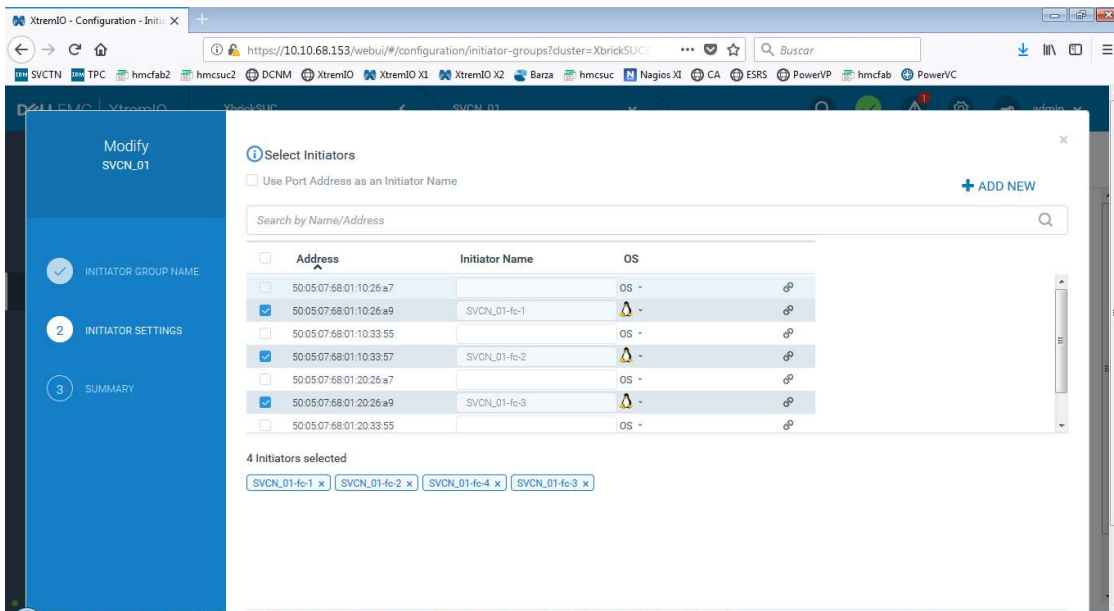 XtremIO - Configuration - Initia
https://10.10.68.153/webui/#/configuration/initiator-groups?cluster=XbrickSUC
Buscar
SVCTN TPC hmcfab2 hmcsuc2 DCNM XtremIO XtremIO X1 XtremIO X2 Barza hmcsuc Nagios XI CA ESRS PowerVP hmcfab PowerVC
DELL EMC XtremIO XbrickSUC SVCN_01 1 admin
Modify
SVCN_01
Select Initiators
Use Port Address as an Initiator Name
ADD NEW
Search by Name/Address
Address Initiator Name OS
INITIATOR GROUP NAME
2 INITIATOR SETTINGS
3 SUMMARY
50:05:07:68:01:10:26:a7 OS
50:05:07:68:01:10:26:a9 SVCN_01-fc-1
50:05:07:68:01:10:33:55 OS
50:05:07:68:01:10:33:57 SVCN_01-fc-2
50:05:07:68:01:20:26:a7 OS
50:05:07:68:01:20:26:a9 SVCN_01-fc-3
50:05:07:68:01:20:33:55 OS
4 Initiators selected
SVCN_01-fc-1 x SVCN_01-fc-2 x SVCN_01-fc-4 x SVCN_01-fc-3 x